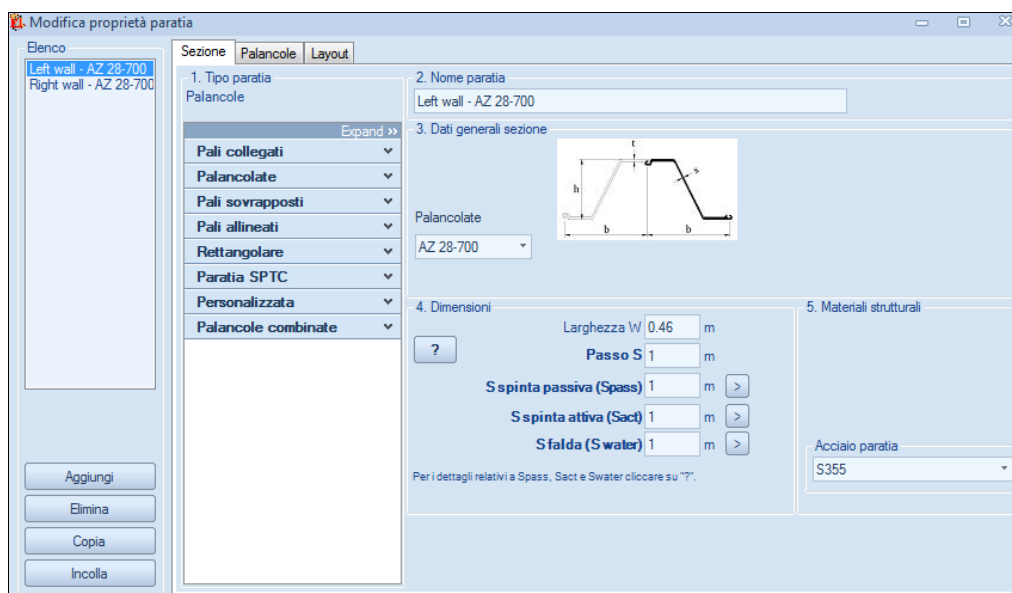 Modifica proprietà paratia
Elenco
Left wall - AZ 28-700
Right wall - AZ 28-700
Aggiungi
Elimina
Copia
Incolla
Sezione Palancole Layout
1. Tipo paratia
Palancole
Expand »
Pali collegati
Palancolate
Pali sovrapposti
Pali allineati
Rettangolare
Paratia SPTC
Personalizzata
Palancole combinate
2. Nome paratia
Left wall - AZ 28-700
3. Dati generali sezione
t
s
h
b b
Palancolate
AZ 28-700
4. Dimensioni
?
Larghezza W 0.46 m
Passo S 1 m
S spinta passiva (Spass) 1 m >
S spinta attiva (Sact) 1 m >
S falda (S water) 1 m >
Per i dettagli relativi a Spass, Sact e Swater cliccare su "?".
5. Materiali strutturali
Acciaio paratia
S355